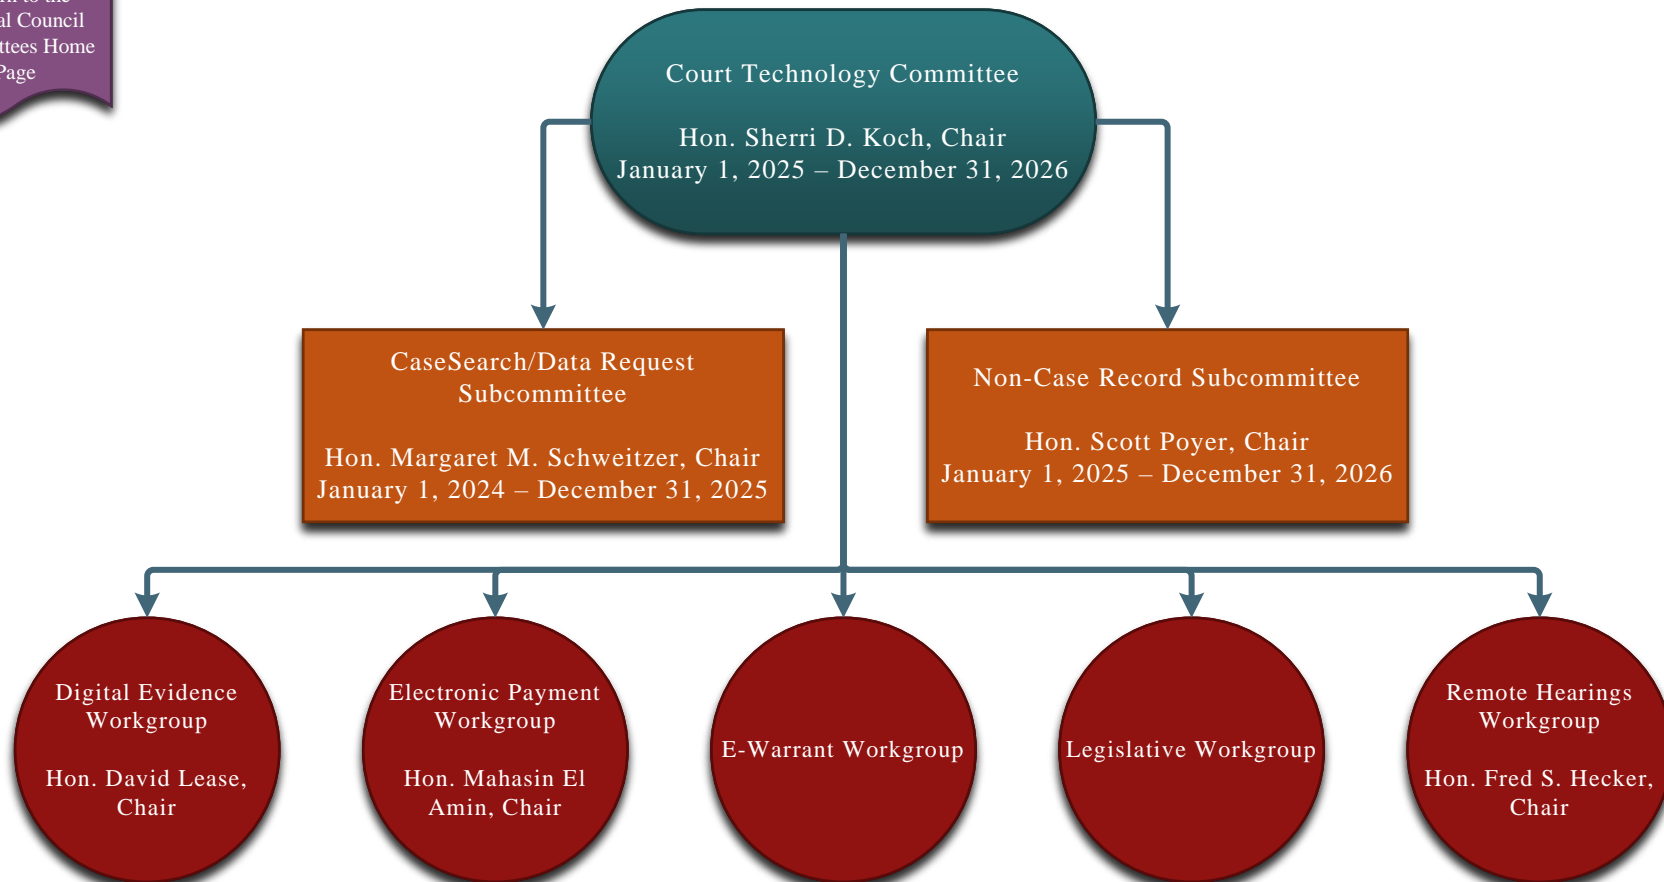 to the
Council
Home
Page
Court Technology Committee
Hon. Sherri D. Koch, Chair
January 1, 2025 – December 31, 2026
CaseSearch/Data Request
Subcommittee
Hon. Margaret M. Schweitzer, Chair
January 1, 2024 – December 31, 2025
Non-Case Record Subcommittee
Hon. Scott Poyer, Chair
January 1, 2025 – December 31, 2026
Digital Evidence
Workgroup
Hon. David Lease,
Chair
Electronic Payment
Workgroup
Hon. Mahasin El
Amin, Chair
E-Warrant Workgroup
Legislative Workgroup
Remote Hearings
Workgroup
Hon. Fred S. Hecker,
Chair